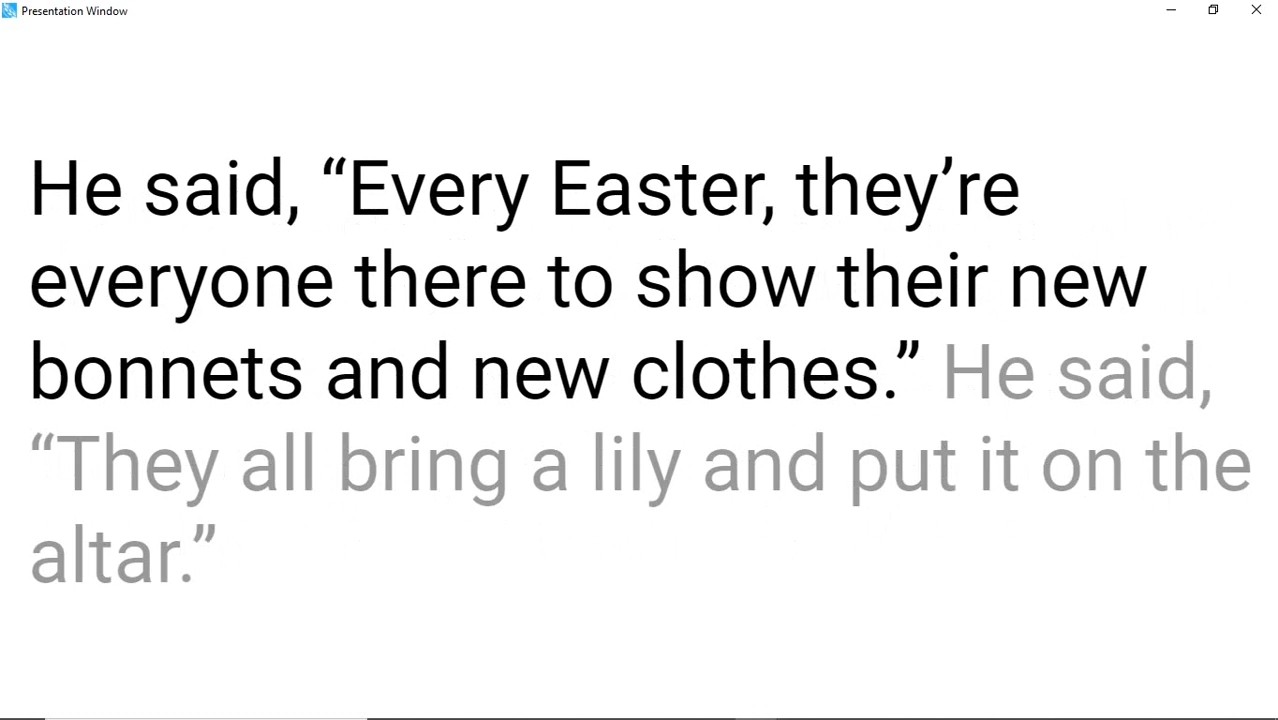 Presentation Window
He said, “Every Easter, they’re
everyone there to show their new
bonnets and new clothes.” He said,
“They all bring a lily and put it on the
altar.”